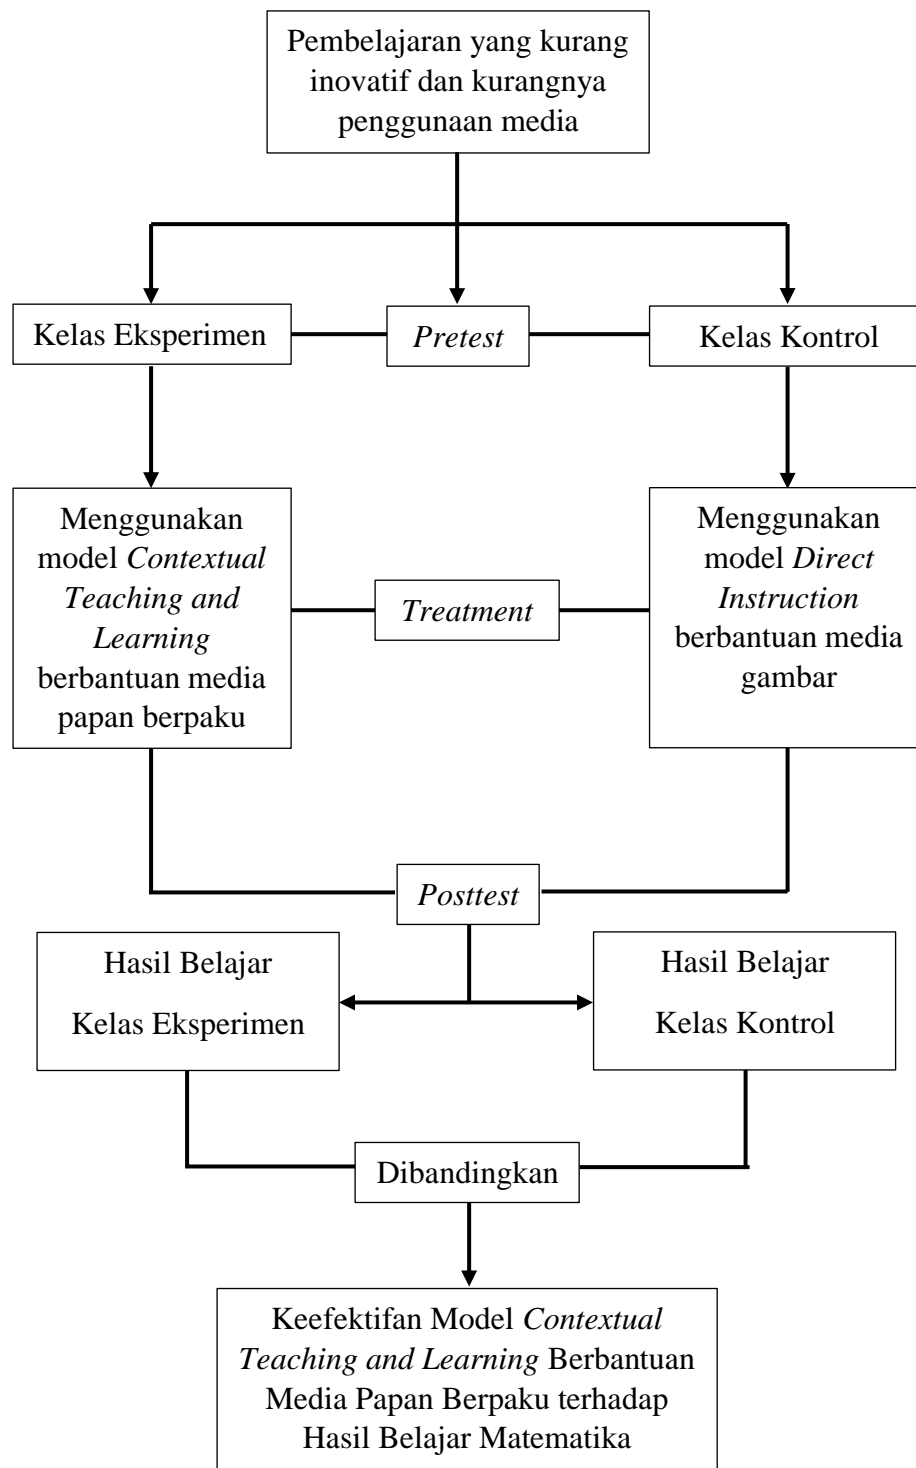 Pembelajaran yang kurang
inovatif dan kurangnya
penggunaan media
Kelas Eksperimen
Pretest
Kelas Kontrol
Menggunakan
model Contextual
Teaching and
Learning
berbantuan media
papan berpaku
Treatment
Menggunakan
model Direct
Instruction
berbantuan media
gambar
Posttest
Hasil Belajar
Kelas Eksperimen
Hasil Belajar
Kelas Kontrol
Dibandingkan
Keefektifan Model Contextual
Teaching and Learning Berbantuan
Media Papan Berpaku terhadap
Hasil Belajar Matematika